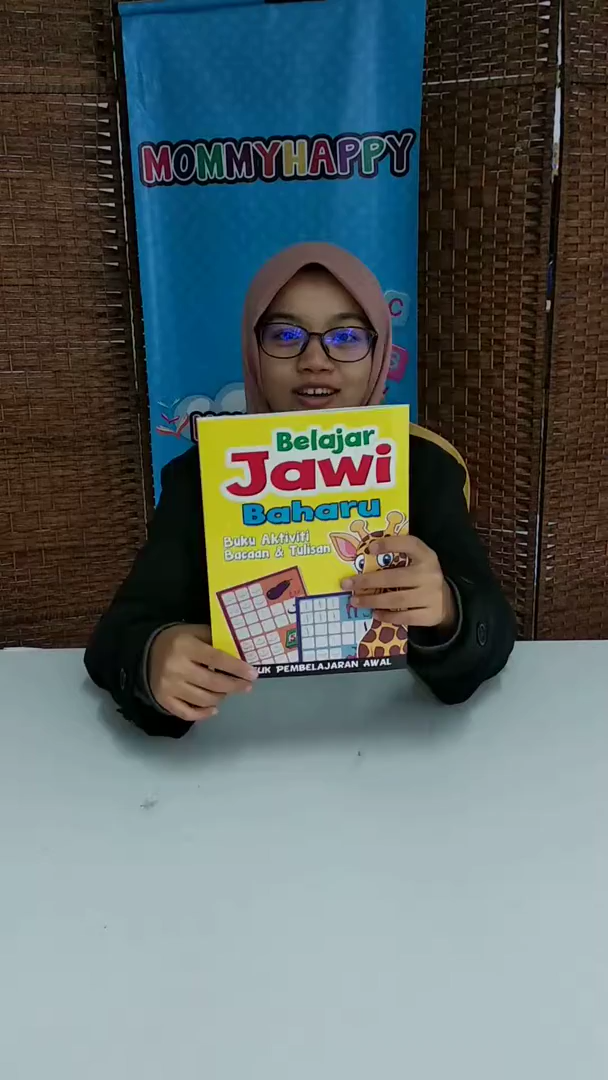 MOMMYHAPPY
Belajar
Jawi
Baharu
Buku Aktiviti
Bacaan & Tulisan
PEMBELAJARAN AWAL